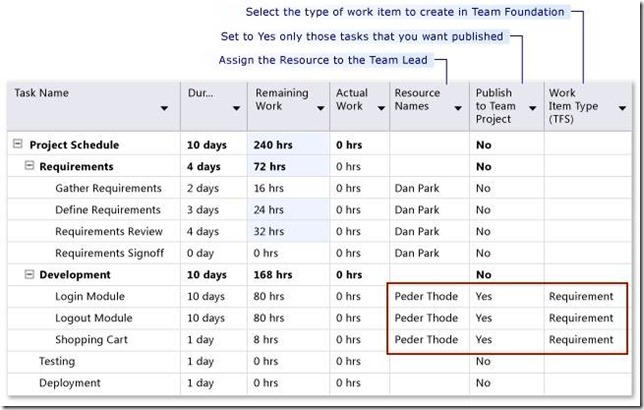 Select the type of work item to create in Team Foundation
Set to Yes only those tasks that you want published
Assign the Resource to the Team Lead
Task Name Dur... Remaining Work Actual Work Resource Names Publish to Team Project Work Item Type (TFS)
Project Schedule 10 days 240 hrs 0 hrs No
Requirements 4 days 72 hrs 0 hrs No
Gather Requirements 2 days 16 hrs 0 hrs Dan Park No
Define Requirements 3 days 24 hrs 0 hrs Dan Park No
Requirements Review 4 days 32 hrs 0 hrs Dan Park No
Requirements Signoff 0 day 0 hrs 0 hrs Dan Park No
Development 10 days 168 hrs 0 hrs No
Login Module 10 days 80 hrs 0 hrs Peder Thode Yes Requirement
Logout Module 10 days 80 hrs 0 hrs Peder Thode Yes Requirement
Shopping Cart 1 day 8 hrs 0 hrs Peder Thode Yes Requirement
Testing 1 day 0 hrs 0 hrs No
Deployment 1 day 0 hrs 0 hrs No